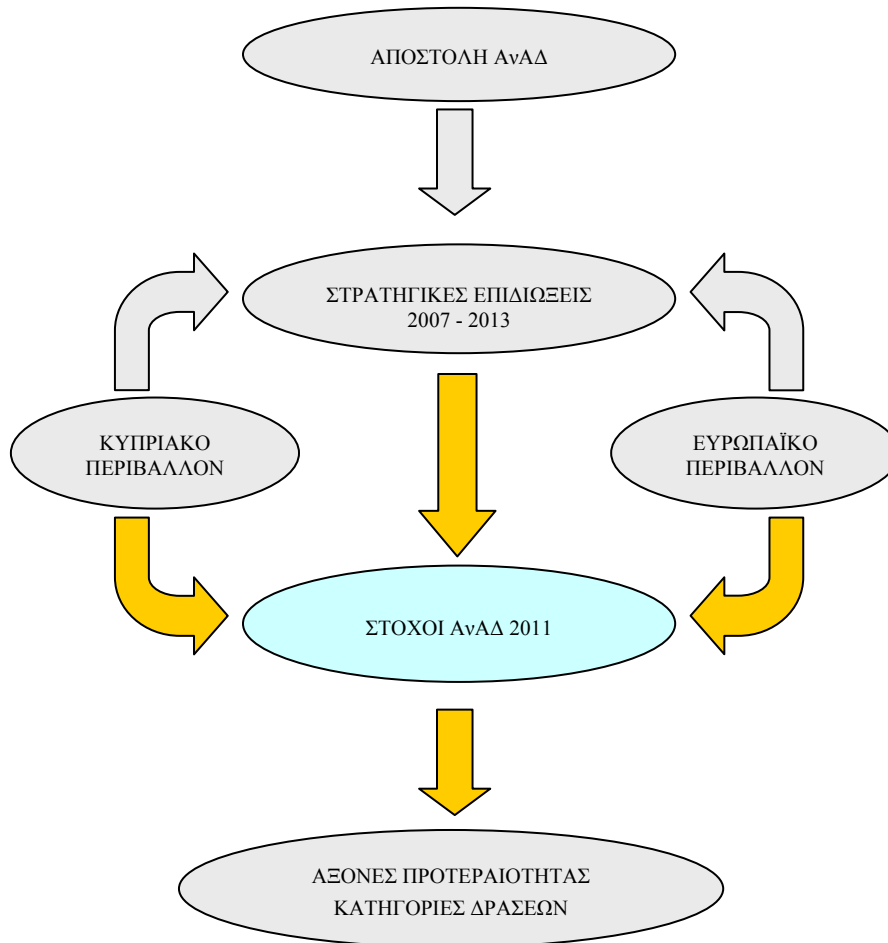 ΑΠΟΣΤΟΛΗ ΑνΑΔ
ΣΤΡΑΤΗΓΙΚΕΣ ΕΠΙΔΙΩΞΕΙΣ
2007 - 2013
ΚΥΠΡΙΑΚΟ
ΠΕΡΙΒΑΛΛΟΝ
ΕΥΡΩΠΑΪΚΟ
ΠΕΡΙΒΑΛΛΟΝ
ΣΤΟΧΟΙ ΑνΑΔ 2011
ΑΞΟΝΕΣ ΠΡΟΤΕΡΑΙΟΤΗΤΑΣ
ΚΑΤΗΓΟΡΙΕΣ ΔΡΑΣΕΩΝ